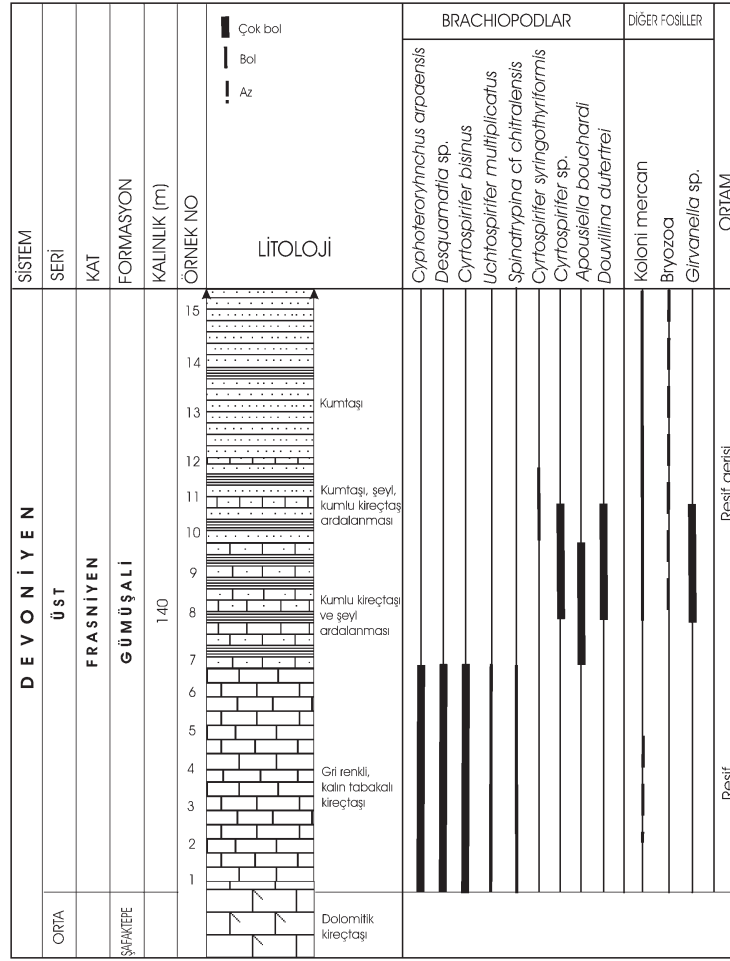 Çok bol
Bol
Az
BRACHIOPODLAR
DİĞER FOSİLLER
SİSTEM
SERİ
KAT
FORMASYON
KALINLIK (m)
ÖRNEK NO
LİTOLOJİ
Cyphoteroryhnchus arpaensis
Desquamatia sp.
Cyrtospirifer bisinus
Uchtospirifer multiplicatus
Spinatrypina cf chitralensis
Cyrtospirifer syringothyriformis
Cyrtospirifer sp.
Apousiella bouchardi
Douvillina dutertrei
Koloni mercan
Bryozoa
Girvanella sp.
ORTAM
DEVONİYEN
ÜST
ORTA
FRASNİYEN
GÜMÜŞALİ
ŞAFAKTEPE
140
15
14
13
12
11
10
9
8
7
6
5
4
3
2
1
Kumtaşı
Kumtaşı, şeyl,
kumlu kireçtaş
ardalanması
Kumlu kireçtaşı
ve şeyl
ardalanması
Gri renkli,
kalın tabakalı
kireçtaşı
Dolomitik
kireçtaşı
Resif gerisi
Resif